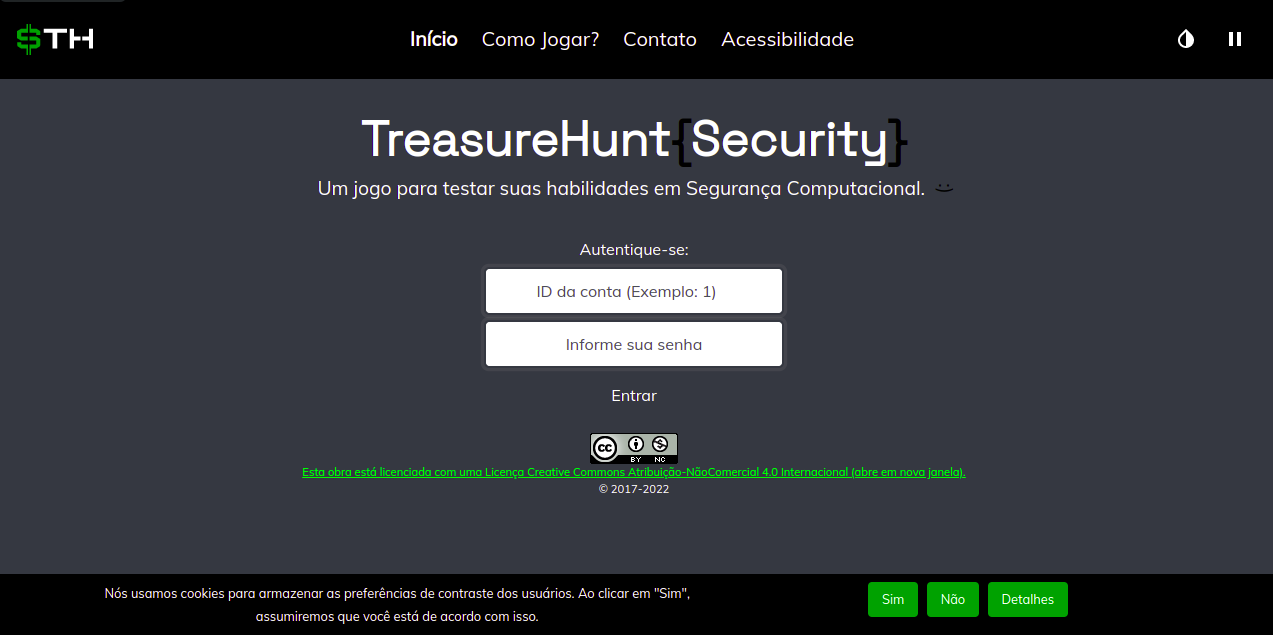 $TH
Início Como Jogar? Contato Acessibilidade
TreasureHunt{Security}
Um jogo para testar suas habilidades em Segurança Computacional.
Autentique-se:
ID da conta (Exemplo: 1)
Informe sua senha
Entrar
cc
BY NC
Esta obra está licenciada com uma Licença Creative Commons Atribuição-NãoComercial 4.0 Internacional (abre em nova janela).
© 2017-2022
Nós usamos cookies para armazenar as preferências de contraste dos usuários. Ao clicar em "Sim",
assumiremos que você está de acordo com isso.
Sim Não Detalhes